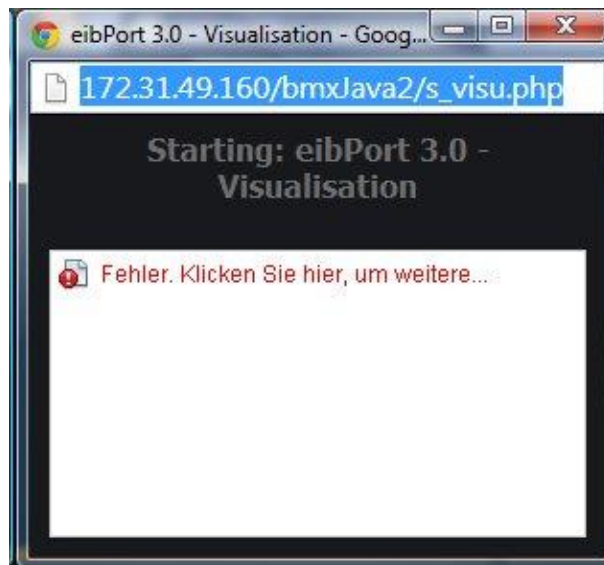 eibPort 3.0 - Visualisation - Goog...
172.31.49.160/bmxJava2/s_visu.php
Starting: eibPort 3.0 -
Visualisation
Fehler. Klicken Sie hier, um weitere...